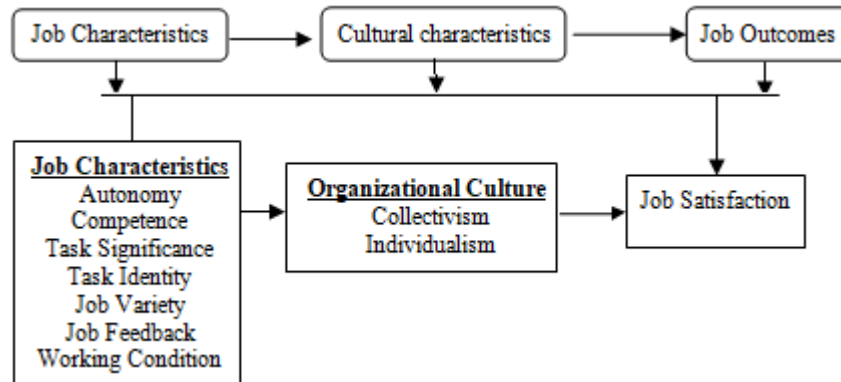 Job Characteristics
Cultural characteristics
Job Outcomes
Job Characteristics
Autonomy
Competence
Task Significance
Task Identity
Job Variety
Job Feedback
Working Condition
Organizational Culture
Collectivism
Individualism
Job Satisfaction